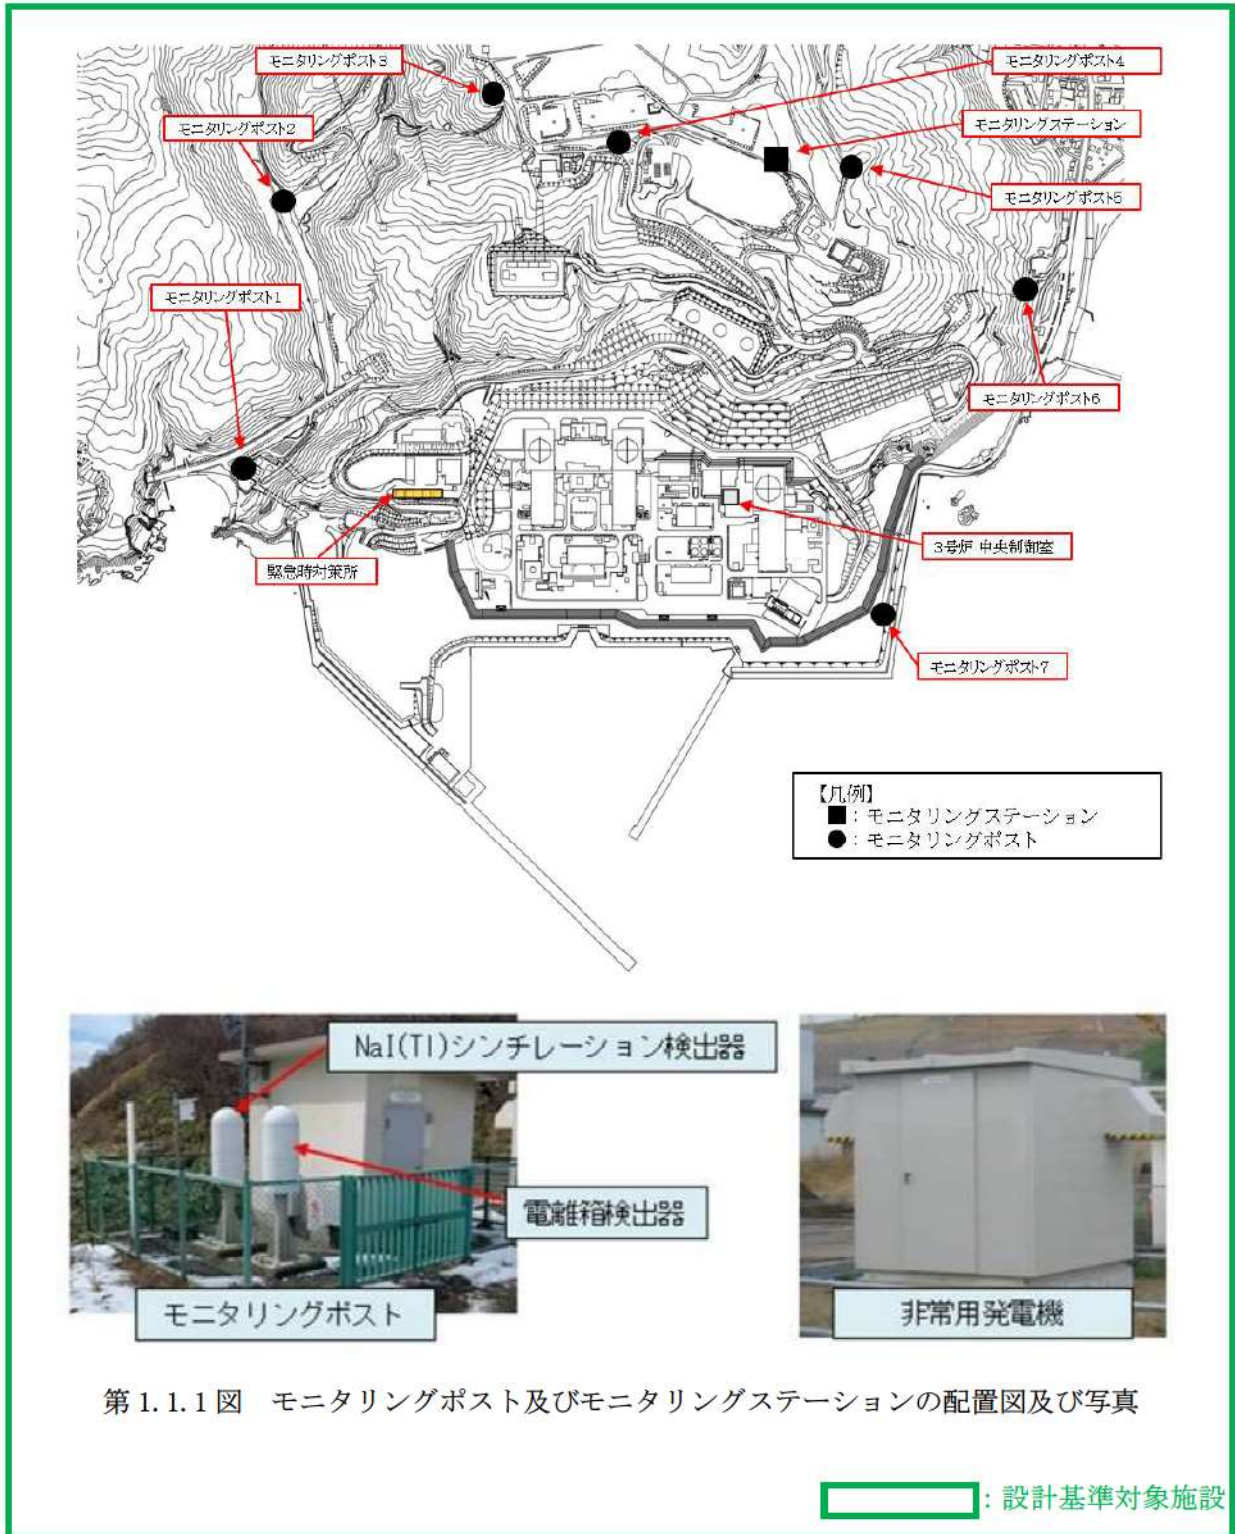 モニタリングポスト3
モニタリングポスト4
モニタリングポスト2
モニタリングステーション
モニタリングポスト5
モニタリングポスト1
モニタリングポスト6
3号炉 中央制御室
緊急時対策所
モニタリングポスト7
【凡例】
■：モニタリングステーション
●：モニタリングポスト
NaI(Tl)シンチレーション検出器
電離箱検出器
モニタリングポスト
非常用発電機
第1.1.1図　モニタリングポスト及びモニタリングステーションの配置図及び写真
：設計基準対象施設